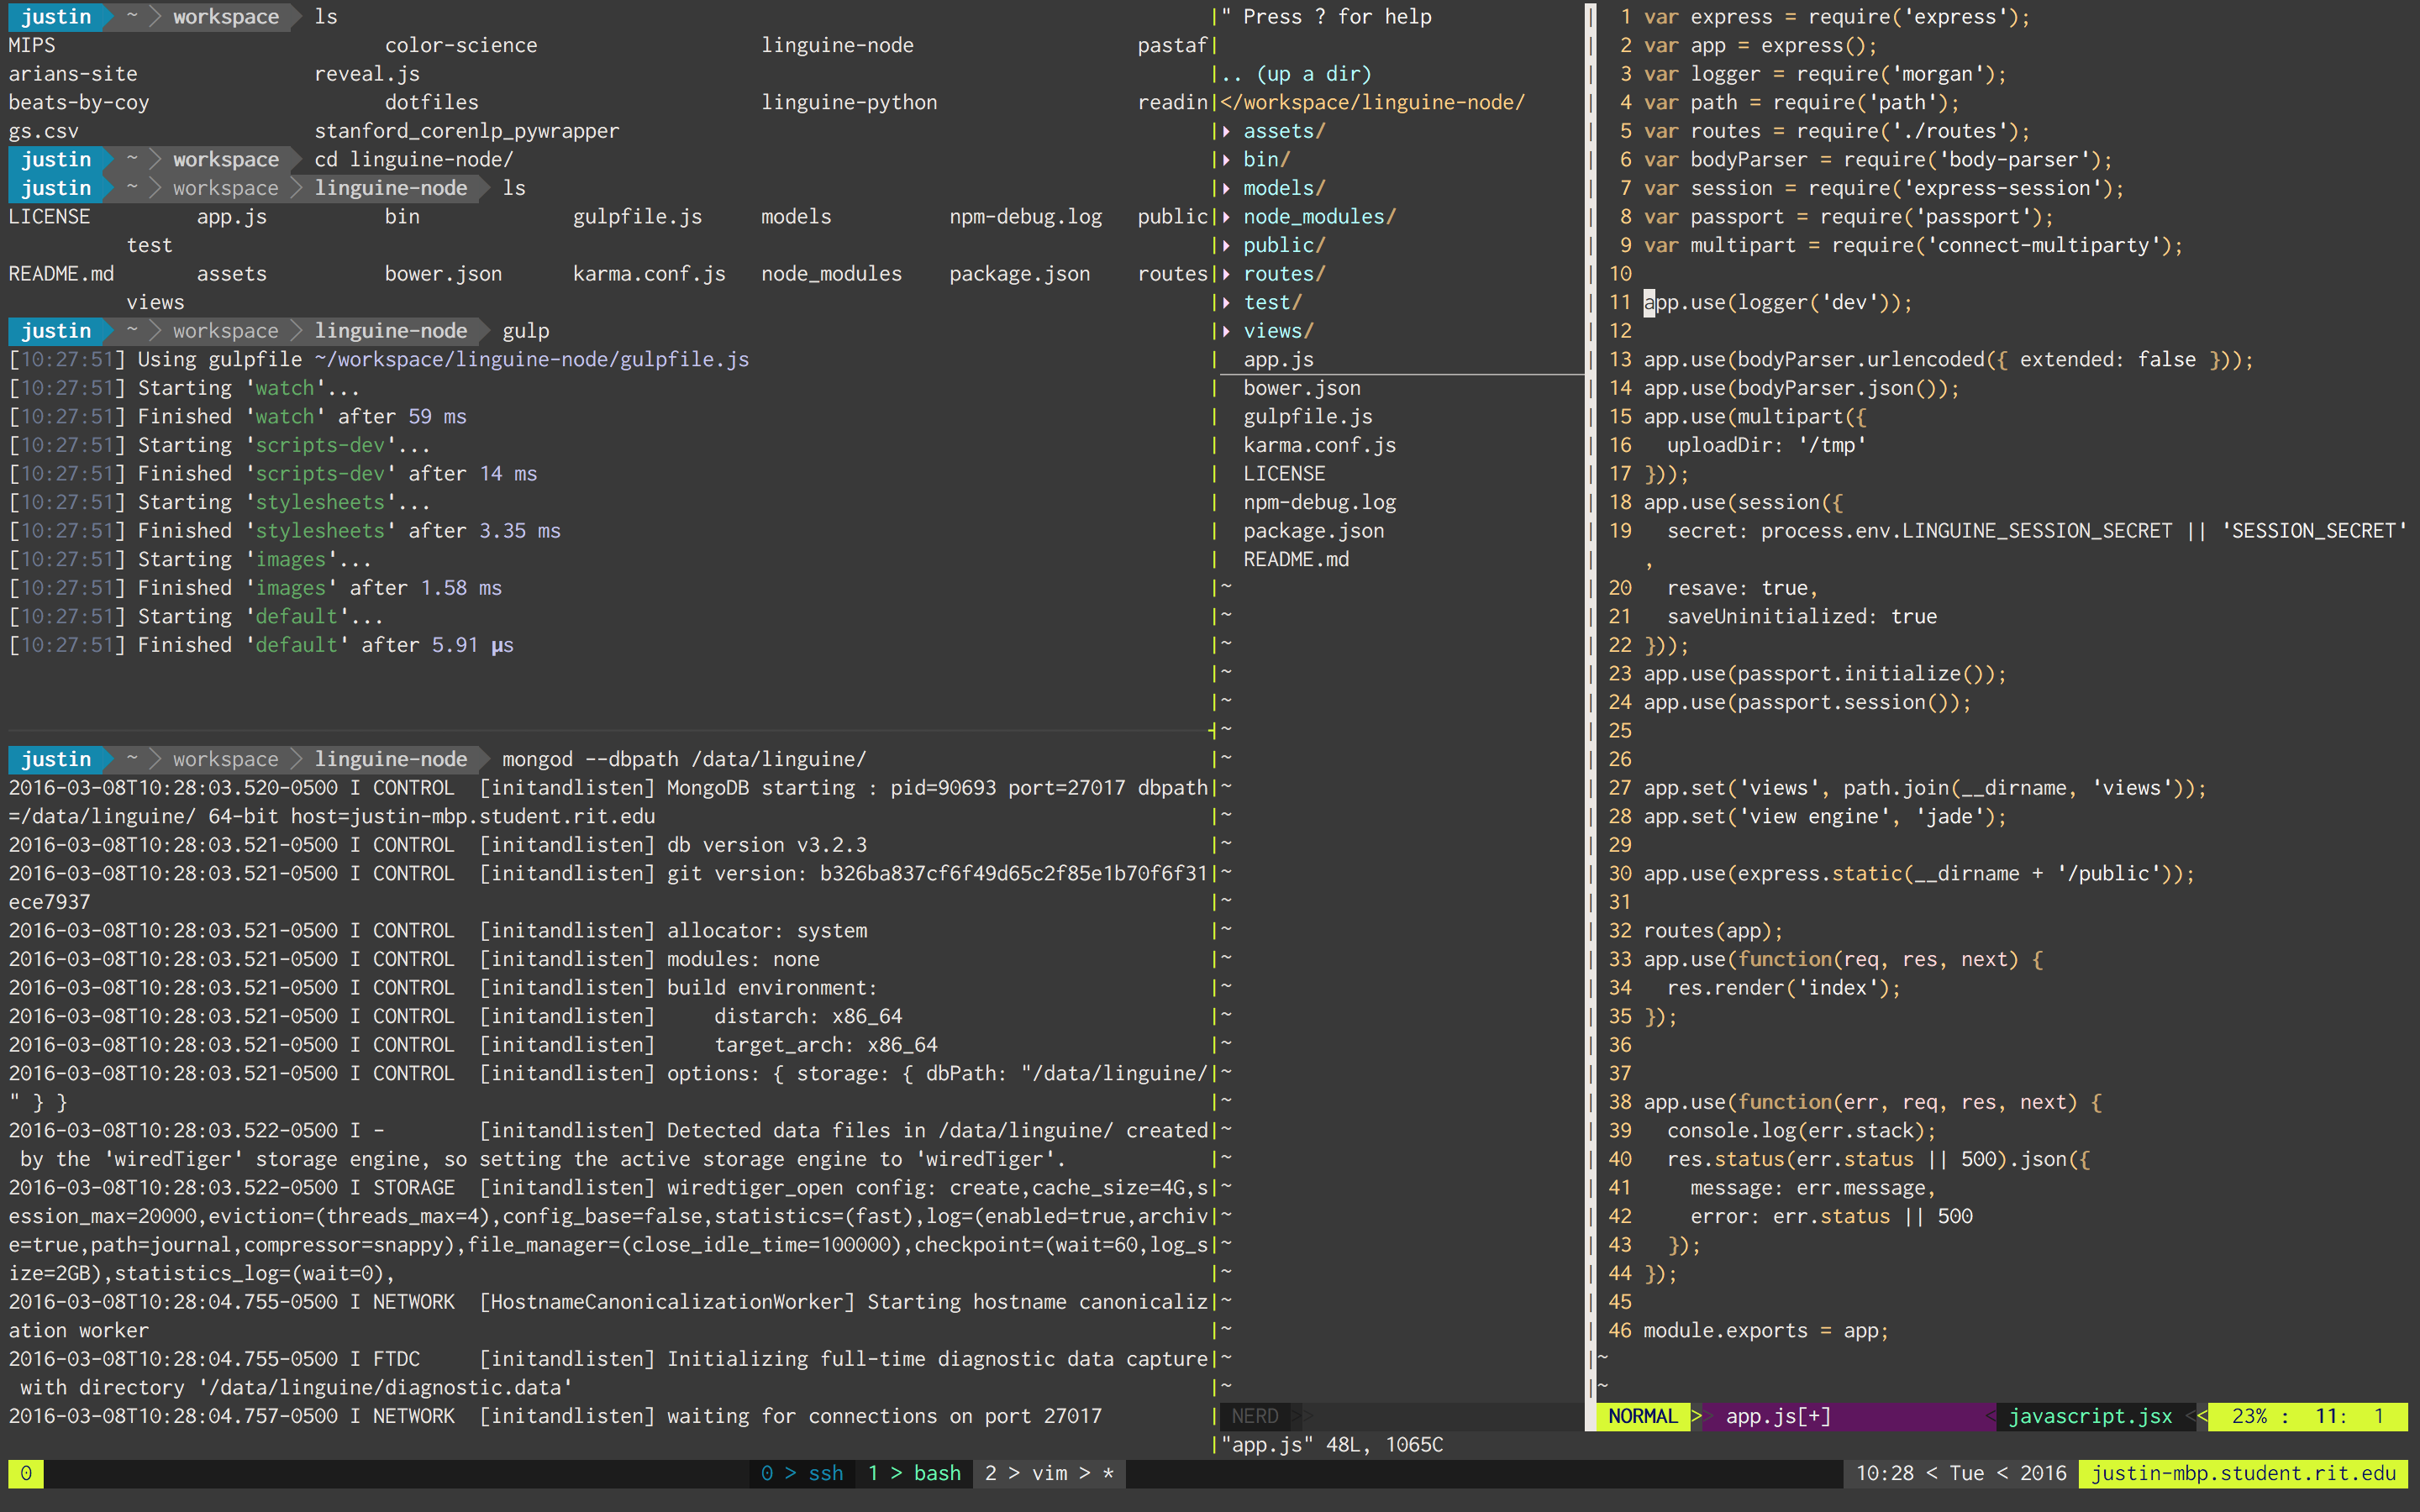 justin ~ workspace ls
MIPS color-science linguine-node pastaf
arians-site reveal.js
beats-by-coy dotfiles linguine-python readin
gs.csv stanford_corenlp_pywrapper
justin ~ workspace cd linguine-node/
justin ~ workspace linguine-node ls
LICENSE app.js bin gulpfile.js models npm-debug.log public
test
README.md assets bower.json karma.conf.js node_modules package.json routes
views
justin ~ workspace linguine-node gulp
[10:27:51] Using gulpfile ~/workspace/linguine-node/gulpfile.js
[10:27:51] Starting 'watch'...
[10:27:51] Finished 'watch' after 59 ms
[10:27:51] Starting 'scripts-dev'...
[10:27:51] Finished 'scripts-dev' after 14 ms
[10:27:51] Starting 'stylesheets'...
[10:27:51] Finished 'stylesheets' after 3.35 ms
[10:27:51] Starting 'images'...
[10:27:51] Finished 'images' after 1.58 ms
[10:27:51] Starting 'default'...
[10:27:51] Finished 'default' after 5.91 μs
justin ~ workspace linguine-node mongod --dbpath /data/linguine/
2016-03-08T10:28:03.520-0500 I CONTROL  [initandlisten] MongoDB starting : pid=90693 port=27017 dbpath
=/data/linguine/ 64-bit host=justin-mbp.student.rit.edu
2016-03-08T10:28:03.521-0500 I CONTROL  [initandlisten] db version v3.2.3
2016-03-08T10:28:03.521-0500 I CONTROL  [initandlisten] git version: b326ba837cf6f49d65c2f85e1b70f6f31
ece7937
2016-03-08T10:28:03.521-0500 I CONTROL  [initandlisten] allocator: system
2016-03-08T10:28:03.521-0500 I CONTROL  [initandlisten] modules: none
2016-03-08T10:28:03.521-0500 I CONTROL  [initandlisten] build environment:
2016-03-08T10:28:03.521-0500 I CONTROL  [initandlisten]     distarch: x86_64
2016-03-08T10:28:03.521-0500 I CONTROL  [initandlisten]     target_arch: x86_64
2016-03-08T10:28:03.521-0500 I CONTROL  [initandlisten] options: { storage: { dbPath: "/data/linguine/
" } }
2016-03-08T10:28:03.522-0500 I -        [initandlisten] Detected data files in /data/linguine/ created
by the 'wiredTiger' storage engine, so setting the active storage engine to 'wiredTiger'.
2016-03-08T10:28:03.522-0500 I STORAGE  [initandlisten] wiredtiger_open config: create,cache_size=4G,s
ession_max=20000,eviction=(threads_max=4),config_base=false,statistics=(fast),log=(enabled=true,archiv
e=true,path=journal,compressor=snappy),file_manager=(close_idle_time=100000),checkpoint=(wait=60,log_s
ize=2GB),statistics_log=(wait=0),
2016-03-08T10:28:04.755-0500 I NETWORK  [HostnameCanonicalizationWorker] Starting hostname canonicaliz
ation worker
2016-03-08T10:28:04.755-0500 I FTDC     [initandlisten] Initializing full-time diagnostic data capture
with directory '/data/linguine/diagnostic.data'
2016-03-08T10:28:04.757-0500 I NETWORK  [initandlisten] waiting for connections on port 27017
" Press ? for help
.. (up a dir)
</workspace/linguine-node/
▸ assets/
▸ bin/
▸ models/
▸ node_modules/
▸ public/
▸ routes/
▸ test/
▸ views/
app.js
bower.json
gulpfile.js
karma.conf.js
LICENSE
npm-debug.log
package.json
README.md
NERD
"app.js" 48L, 1065C
1 var express = require('express');
2 var app = express();
3 var logger = require('morgan');
4 var path = require('path');
5 var routes = require('./routes');
6 var bodyParser = require('body-parser');
7 var session = require('express-session');
8 var passport = require('passport');
9 var multipart = require('connect-multiparty');
10
11 app.use(logger('dev'));
12
13 app.use(bodyParser.urlencoded({ extended: false }));
14 app.use(bodyParser.json());
15 app.use(multipart({
16   uploadDir: '/tmp'
17 }));
18 app.use(session({
19   secret: process.env.LINGUINE_SESSION_SECRET || 'SESSION_SECRET'
,
20   resave: true,
21   saveUninitialized: true
22 }));
23 app.use(passport.initialize());
24 app.use(passport.session());
25
26
27 app.set('views', path.join(__dirname, 'views'));
28 app.set('view engine', 'jade');
29
30 app.use(express.static(__dirname + '/public'));
31
32 routes(app);
33 app.use(function(req, res, next) {
34   res.render('index');
35 });
36
37
38 app.use(function(err, req, res, next) {
39   console.log(err.stack);
40   res.status(err.status || 500).json({
41     message: err.message,
42     error: err.status || 500
43   });
44 });
45
46 module.exports = app;
NORMAL > app.js[+] < javascript.jsx < 23% : 11: 1
0 0 > ssh 1 > bash 2 > vim > * 10:28 < Tue < 2016 justin-mbp.student.rit.edu